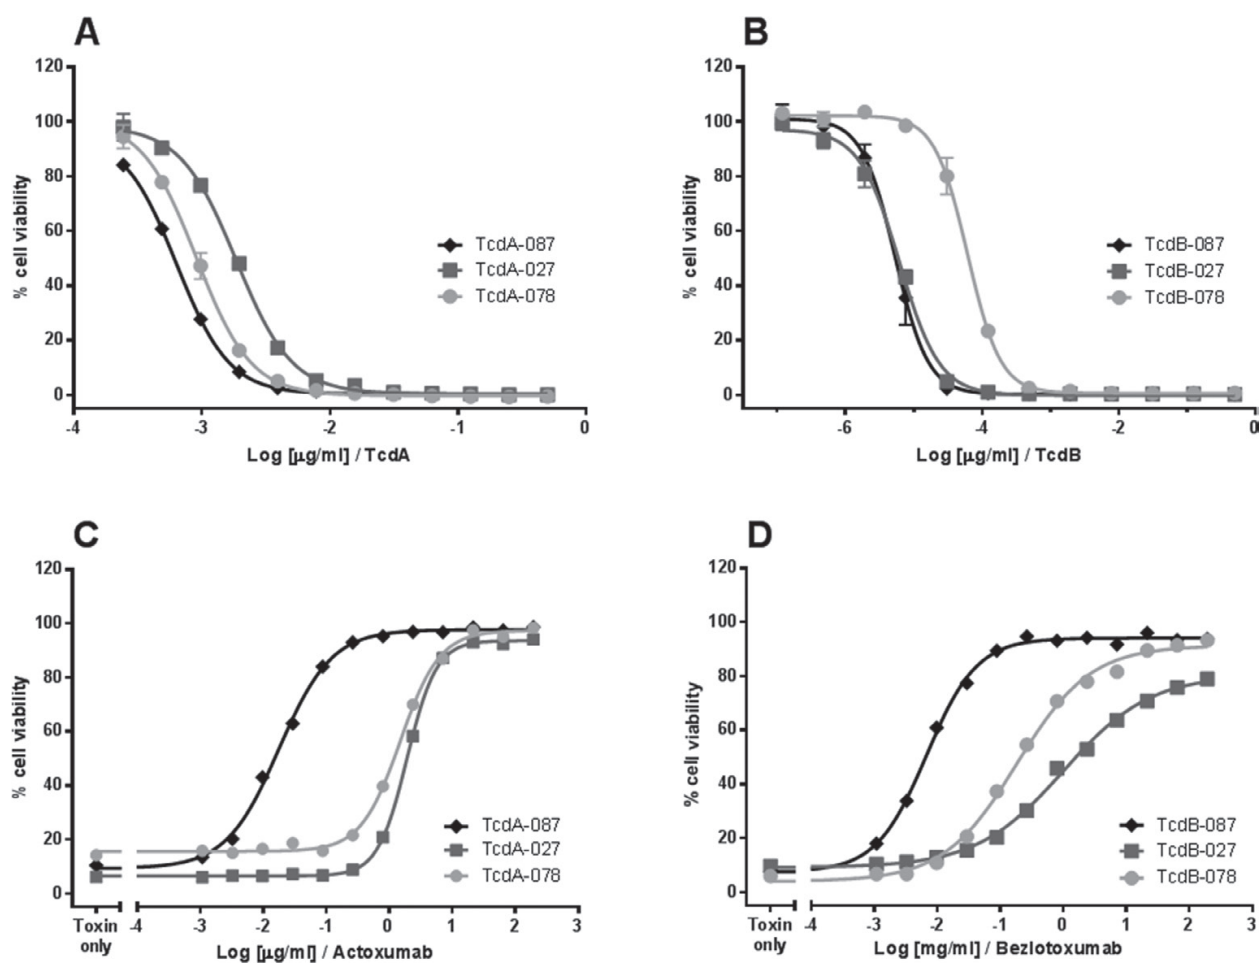 A
120
100
80
60
40
20
0
% cell viability
TcdA-087
TcdA-027
TcdA-078
-4 -3 -2 -1 0
Log [µg/ml] / TcdA
B
120
100
80
60
40
20
0
% cell viability
TcdB-087
TcdB-027
TcdB-078
-6 -4 -2 0
Log [µg/ml] / TcdB
C
120
100
80
60
40
20
0
% cell viability
TcdA-087
TcdA-027
TcdA-078
Toxin only
-4 -3 -2 -1 0 1 2 3
Log [µg/ml] / Actoxumab
D
120
100
80
60
40
20
0
% cell viability
TcdB-087
TcdB-027
TcdB-078
Toxin only
-4 -3 -2 -1 0 1 2 3
Log [mg/ml] / Bezlotoxumab